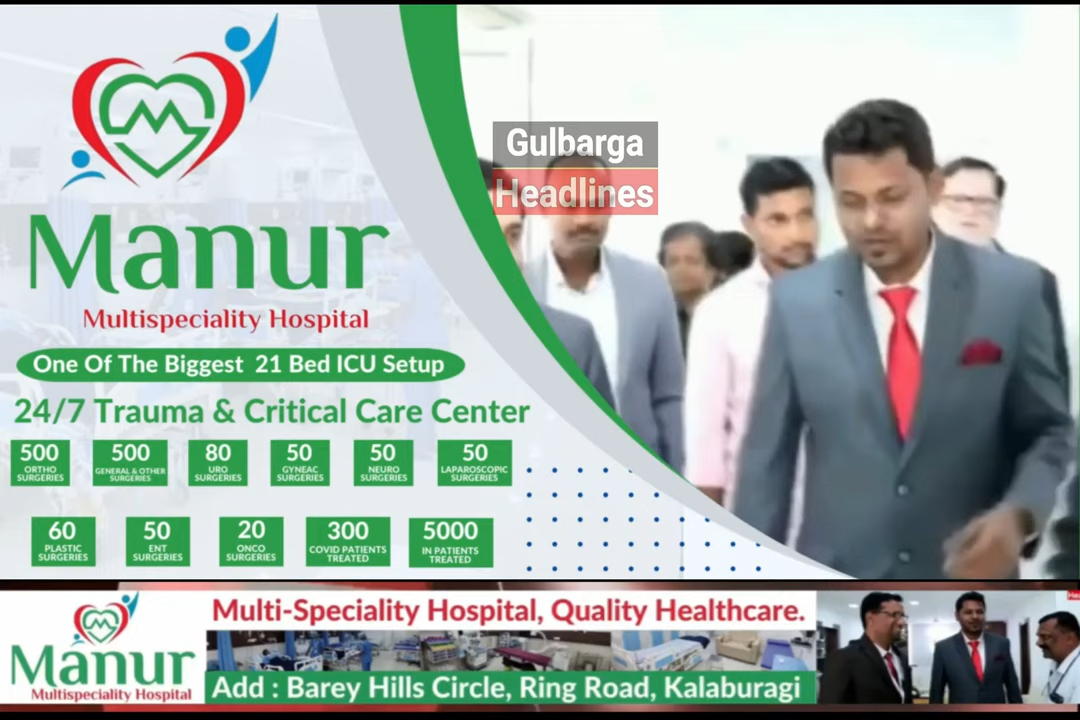 Manur
Multispeciality Hospital
One Of The Biggest 21 Bed ICU Setup
24/7 Trauma & Critical Care Center
500
ORTHO
SURGERIES
500
GENERAL & OTHER
SURGERIES
80
URO
SURGERIES
50
GYNEAC
SURGERIES
50
NEURO
SURGERIES
50
LAPAROSCOPIC
SURGERIES
60
PLASTIC
SURGERIES
50
ENT
SURGERIES
20
ONCO
SURGERIES
300
COVID PATIENTS
TREATED
5000
IN PATIENTS
TREATED
Gulbarga
Headlines
Manur
Multispeciality Hospital
Multi-Speciality Hospital, Quality Healthcare.
Add : Barey Hills Circle, Ring Road, Kalaburagi